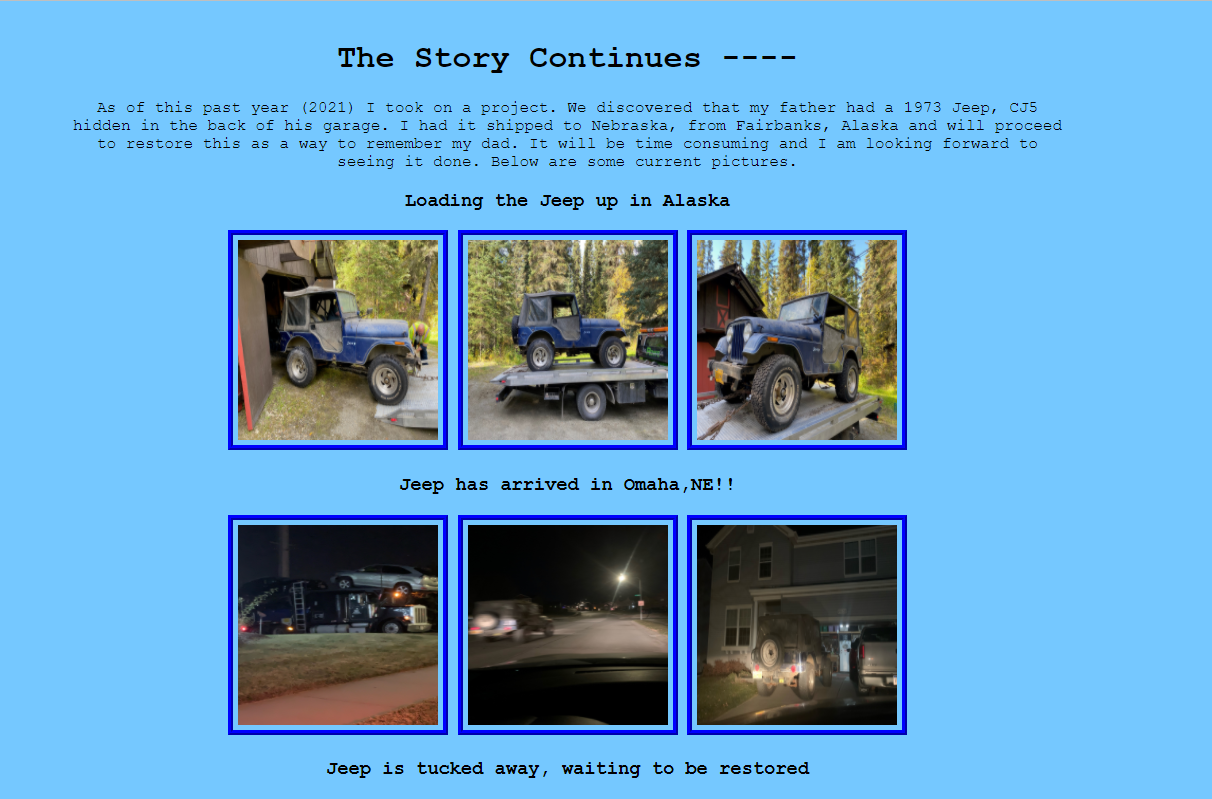 The Story Continues ----
As of this past year (2021) I took on a project. We discovered that my father had a 1973 Jeep, CJ5
hidden in the back of his garage. I had it shipped to Nebraska, from Fairbanks, Alaska and will proceed
to restore this as a way to remember my dad. It will be time consuming and I am looking forward to
seeing it done. Below are some current pictures.
Loading the Jeep up in Alaska
Jeep has arrived in Omaha,NE!!
Jeep is tucked away, waiting to be restored